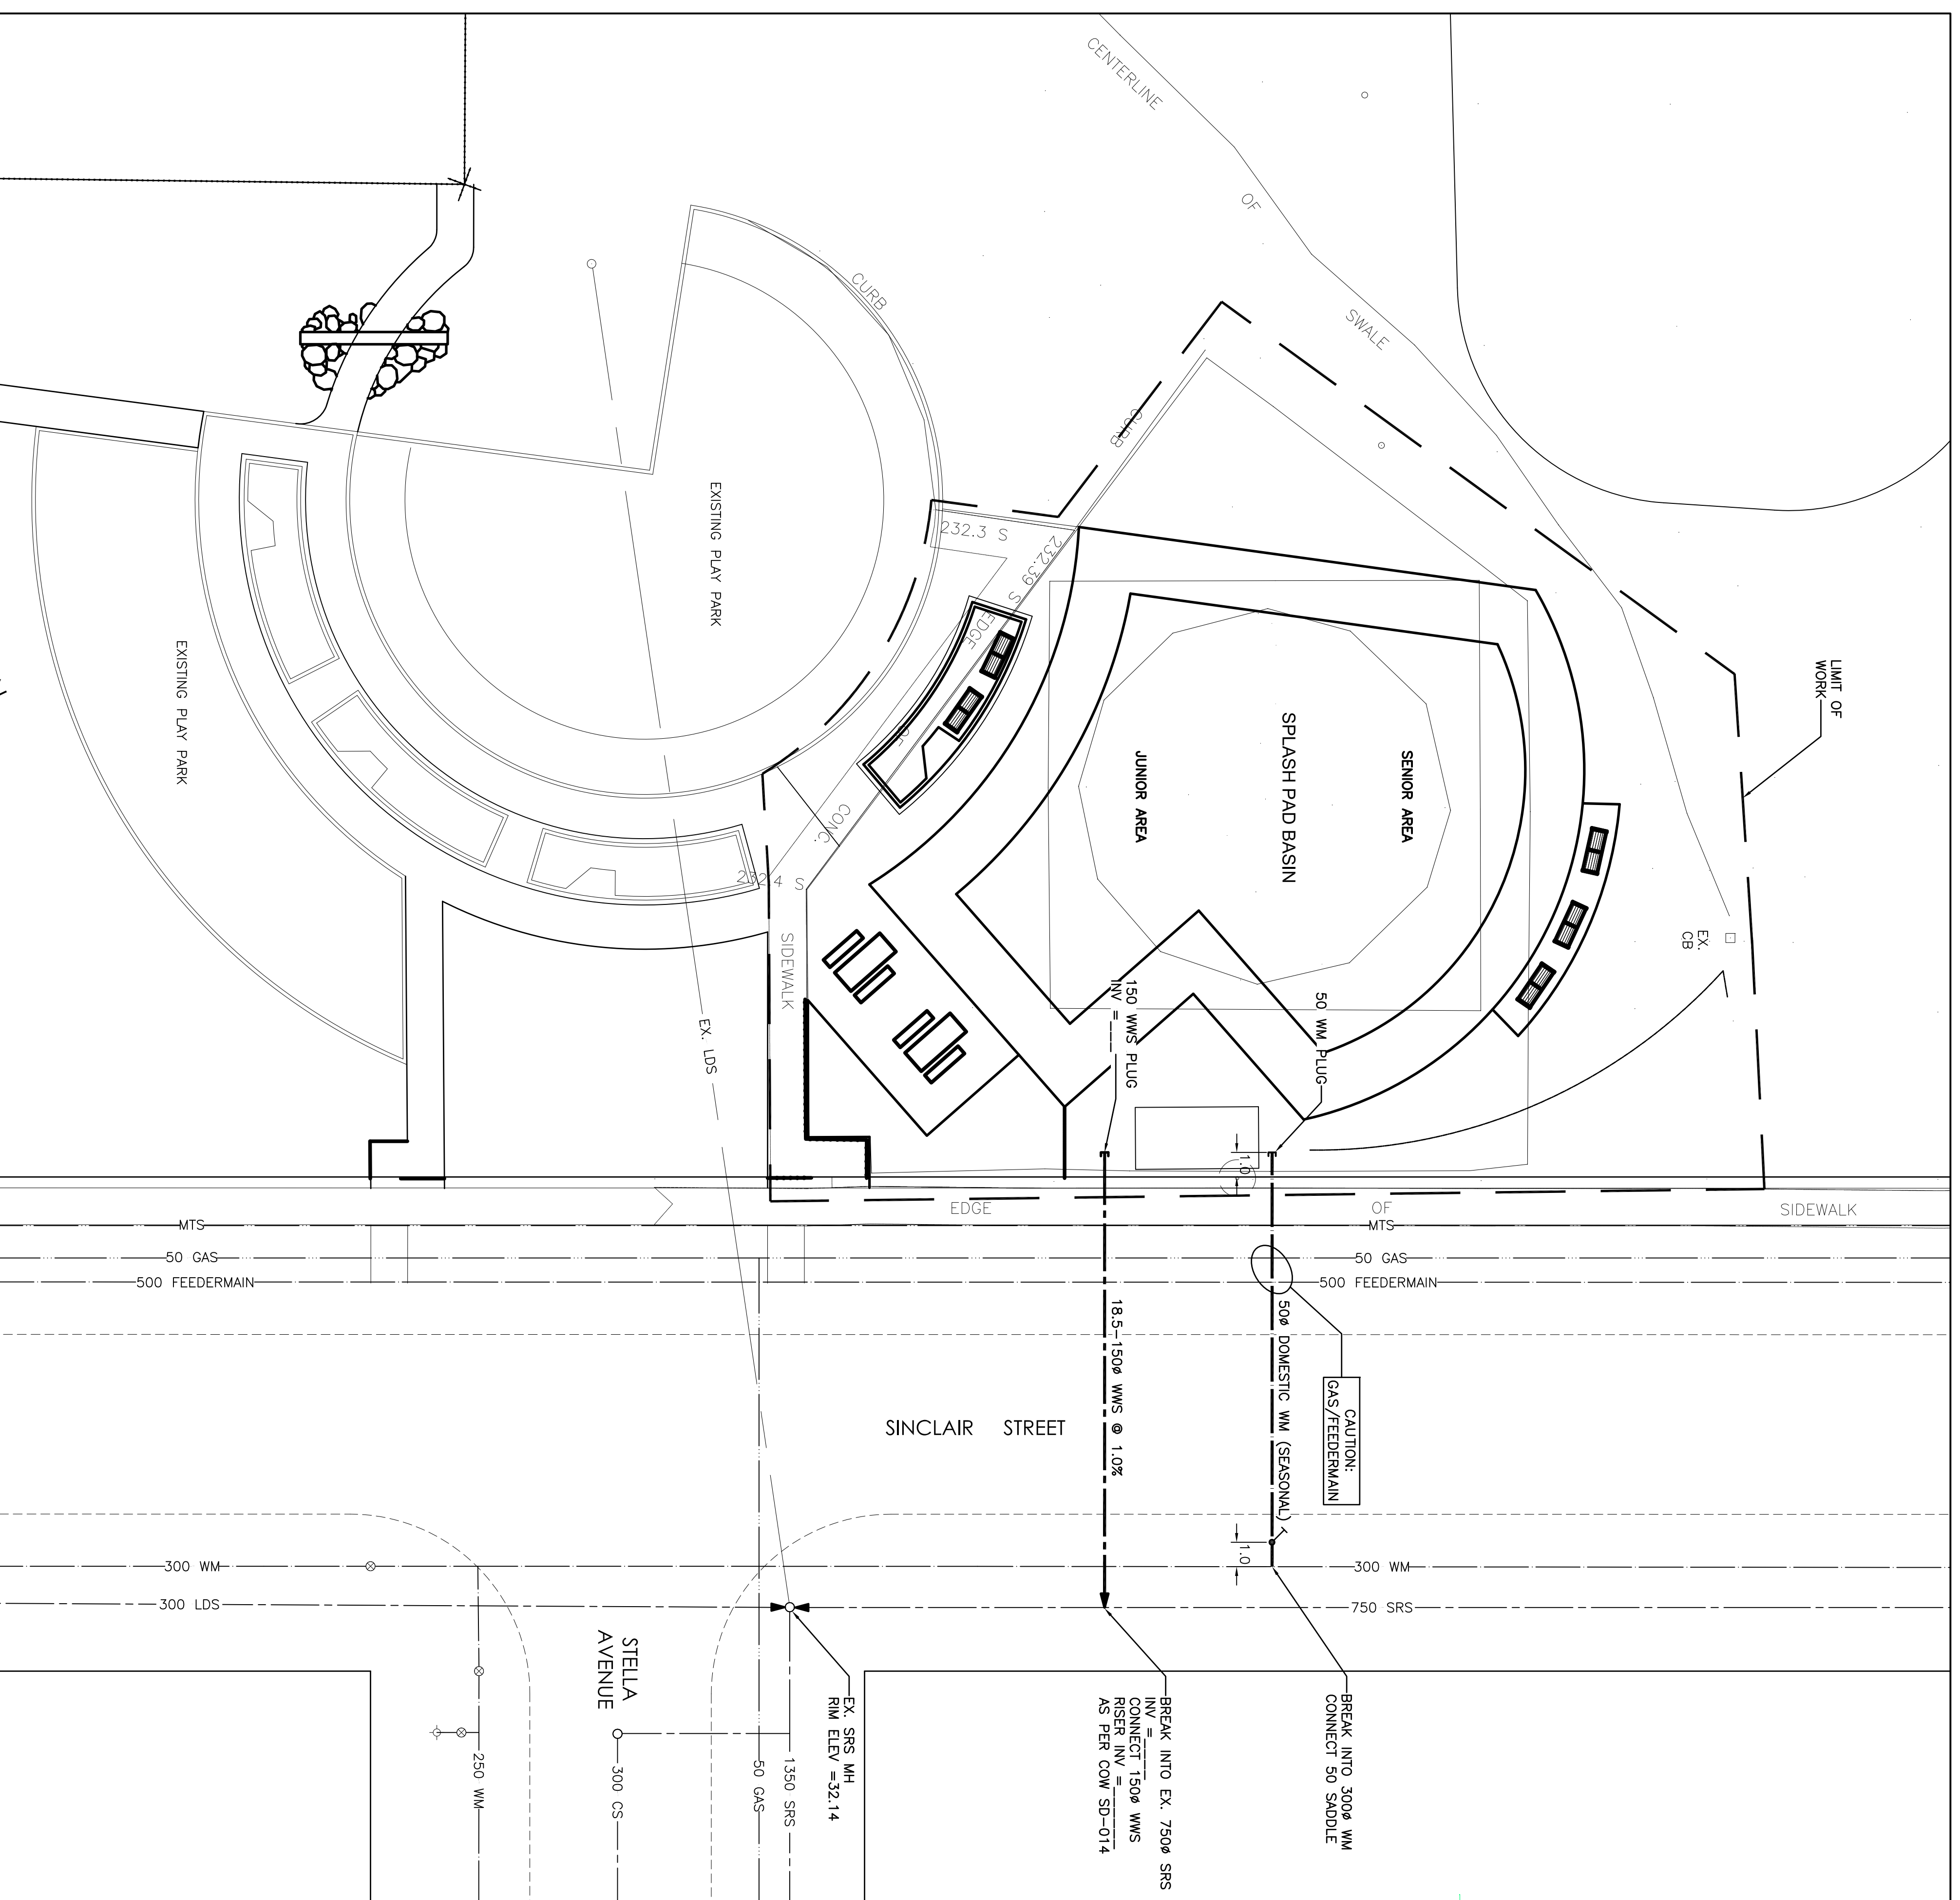 CENTERLINE
OF
SWALE
CURB
CURB
LIMIT OF
WORK
EXISTING PLAY PARK
EXISTING PLAY PARK
232.3 S
232.39 S
EDGE
OF
CONC.
232.4 S
SIDEWALK
SPLASH PAD BASIN
SENIOR AREA
JUNIOR AREA
EX.
CB
150 WWS PLUG
INV =____
50 WM PLUG
EX. LDS
1.0
EDGE OF SIDEWALK
MTS MTS
50 GAS 50 GAS
500 FEEDERMAIN 500 FEEDERMAIN
18.5-150ø WWS @ 1.0%
50ø DOMESTIC WM (SEASONAL)
CAUTION:
GAS/FEEDERMAIN
SINCLAIR STREET
1.0
300 WM 300 WM
300 LDS 750 SRS
STELLA
AVENUE
EX. SRS MH
RIM ELEV =32.14
BREAK INTO EX. 750ø SRS
INV =____
CONNECT 150ø WWS
RISER INV =______
AS PER COW SD-014
BREAK INTO 300ø WM
CONNECT 50 SADDLE
250 WM
300 CS
50 GAS
1350 SRS